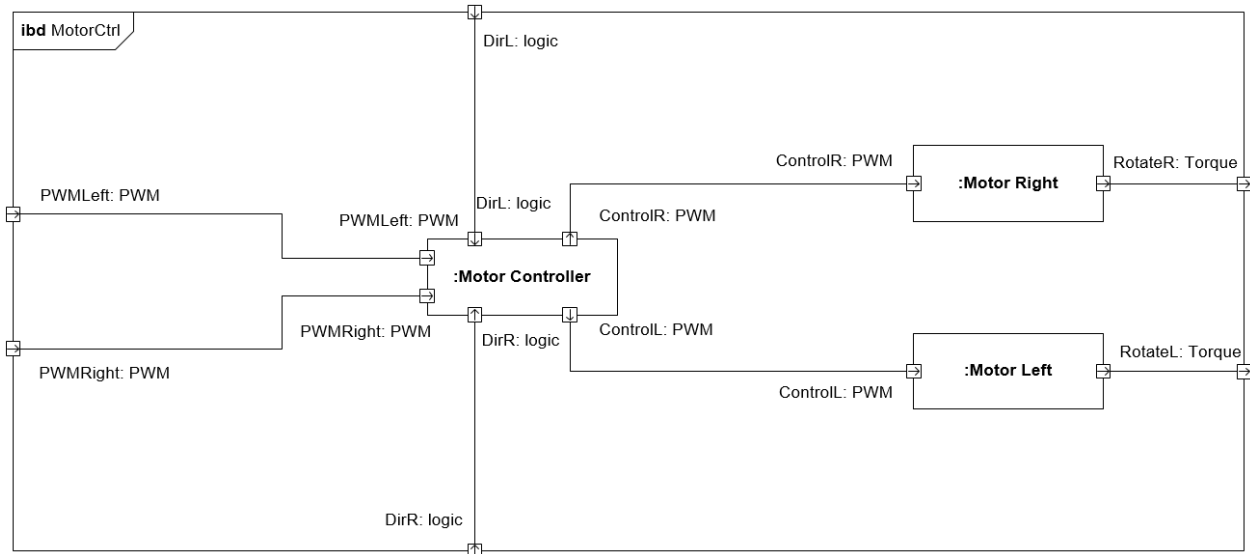 ibd MotorCtrl
DirL: logic
ControlR: PWM
:Motor Right
RotateR: Torque
PWMLeft: PWM
DirL: logic
PWMLeft: PWM
ControlR: PWM
:Motor Controller
PWMRight: PWM
DirR: logic
ControlL: PWM
RotateL: Torque
:Motor Left
PWMRight: PWM
ControlL: PWM
DirR: logic